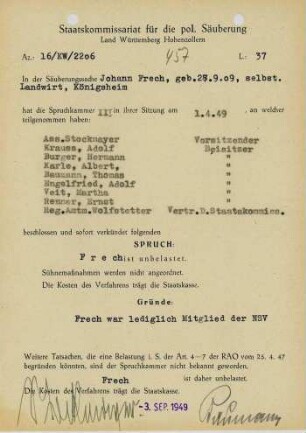 Staatskommissariat für die pol. Säuberung
Land Württemberg Hohenzollern
Az.: 16/KW/2206 457 L.: 37
In der Säuberungssache Johann Frech, geb.28.9.09, selbst.
Landwirt, Königsheim
hat die Spruchkammer III in ihrer Sitzung am 1.4.49 , an welcher
teilgenommen haben:
Ass.Stockmayer Vorsitzender
Krauss, Adolf Beisitzer
Burger, Hermann "
Karle, Albert, "
Baumann, Thomas "
Engelfried, Adolf "
Veit, Martha "
Renner, Ernst "
Reg.Amtm.Wolfstetter Vertr.D.Staatskommiss.
beschlossen und sofort verkündet folgenden
SPRUCH:
F r e c h ist unbelastet.
Sühnemaßnahmen werden nicht angeordnet.
Die Kosten des Verfahrens trägt die Staatskasse.
Gründe:
Frech war lediglich Mitglied der NSV
Weitere Tatsachen, die eine Belastung i. S. der Art. 4–7 der RAO vom 25. 4. 47
begründen könnten, sind der Spruchkammer nicht bekannt geworden.
Frech ist daher unbelastet.
Die Kosten des Verfahrens trägt die Staatskasse.
-3. SEP. 1949